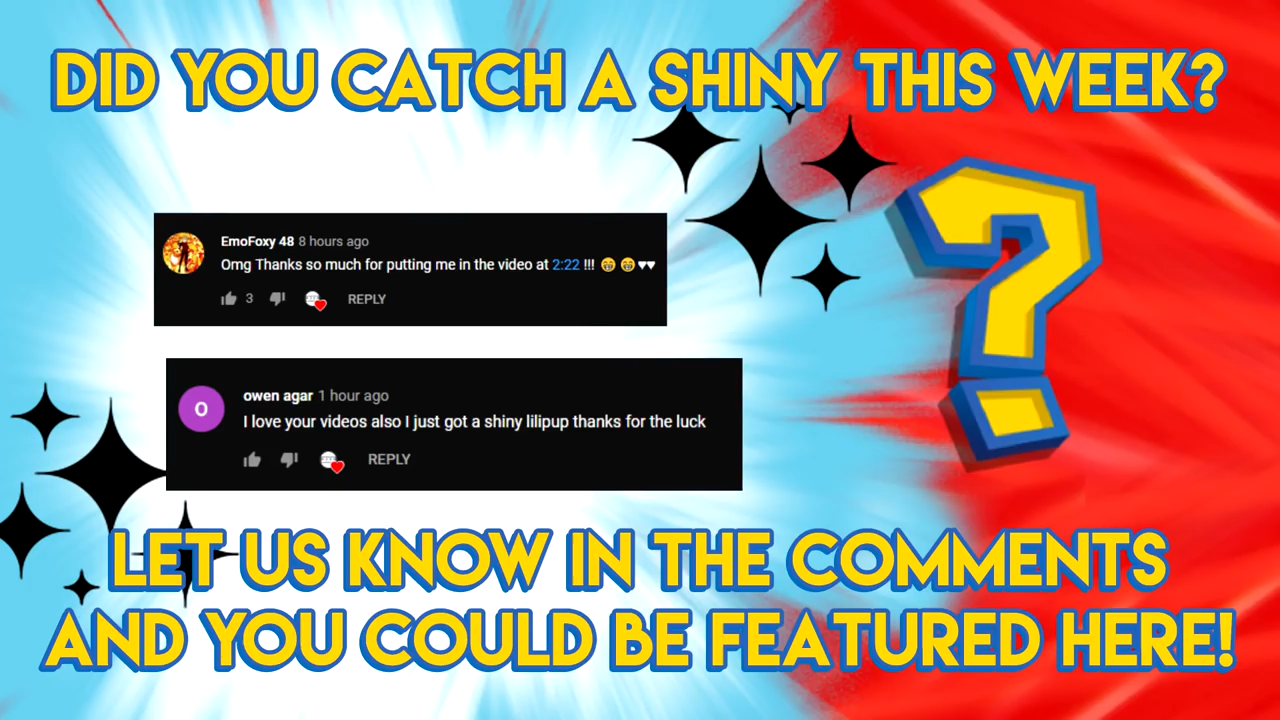 DID YOU CATCH A SHINY THIS WEEK?
EmoFoxy 48 8 hours ago
Omg Thanks so much for putting me in the video at 2:22 !!! 😁 😁♥♥
3 REPLY
O
owen agar 1 hour ago
I love your videos also I just got a shiny lilipup thanks for the luck
REPLY
?
LET US KNOW IN THE COMMENTS
AND YOU COULD BE FEATURED HERE!